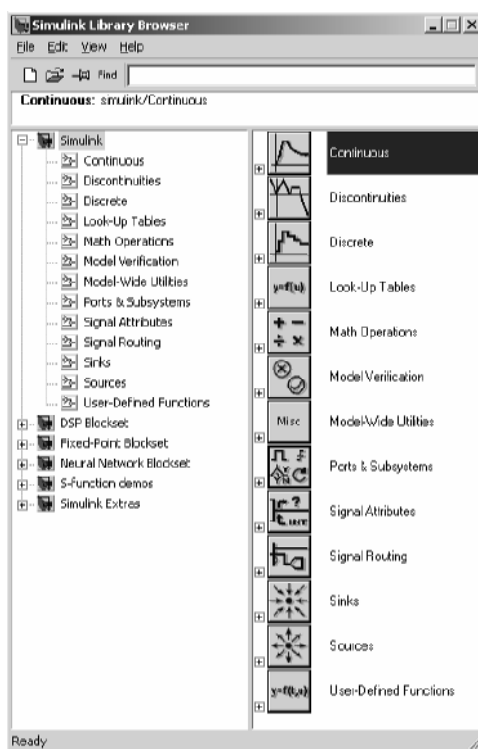 Simulink Library Browser
File Edit View Help
Find
Continuous: simulink/Continuous
Simulink
Continuous
Discontinuities
Discrete
Look-Up Tables
Math Operations
Model Verification
Model-Wide Utilities
Ports & Subsystems
Signal Attributes
Signal Routing
Sinks
Sources
User-Defined Functions
DSP Blockset
Fixed-Point Blockset
Neural Network Blockset
S-function demos
Simulink Extras
Continuous
Discontinuities
Discrete
y=f(u) Look-Up Tables
Math Operations
Model Verification
Misc Model-Wide Utilities
Ports & Subsystems
Signal Attributes
Signal Routing
Sinks
Sources
y=f(t,u) User-Defined Functions
Ready